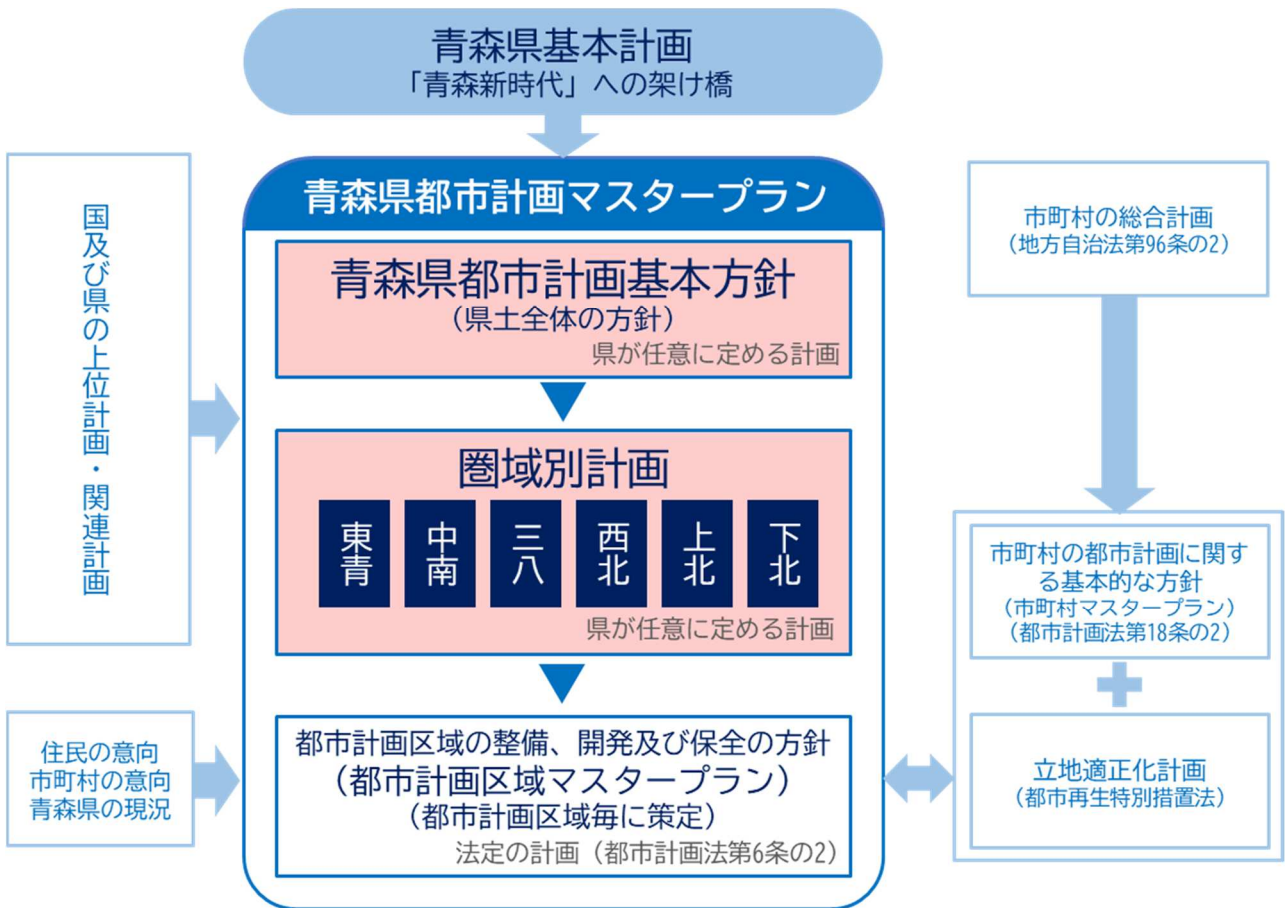 青森県基本計画
「青森新時代」への架け橋
国及び県の上位計画・関連計画
住民の意向
市町村の意向
青森県の現況
青森県都市計画マスタープラン
青森県都市計画基本方針
（県土全体の方針）
県が任意に定める計画
圏域別計画
東青
中南
三八
西北
上北
下北
県が任意に定める計画
都市計画区域の整備、開発及び保全の方針
（都市計画区域マスタープラン）
（都市計画区域毎に策定）
法定の計画（都市計画法第6条の2）
市町村の総合計画
（地方自治法第96条の2）
市町村の都市計画に関す
る基本的な方針
（市町村マスタープラン）
（都市計画法第18条の2）
立地適正化計画
（都市再生特別措置法）